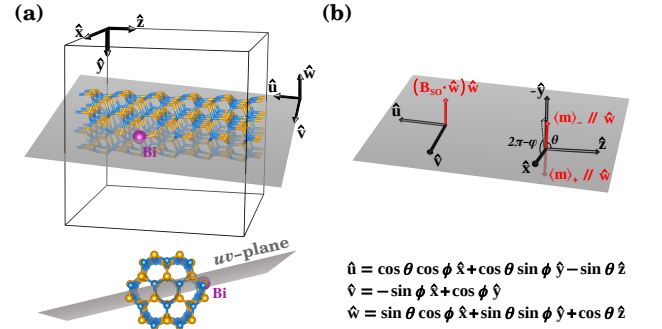 (a)
x̂
ẑ
ŷ
û
ŵ
v̂
Bi
uv-plane
Bi
(b)
(B_SO·ŵ)ŵ
û
v̂
-ŷ
⟨m⟩₋ // ŵ
2π-φ
θ
ẑ
x̂
⟨m⟩₊ // ŵ
û = cos θ cos ϕ x̂+cos θ sin ϕ ŷ−sin θ ẑ
v̂ = −sin ϕ x̂+cos ϕ ŷ
ŵ = sin θ cos ϕ x̂+sin θ sin ϕ ŷ+cos θ ẑ